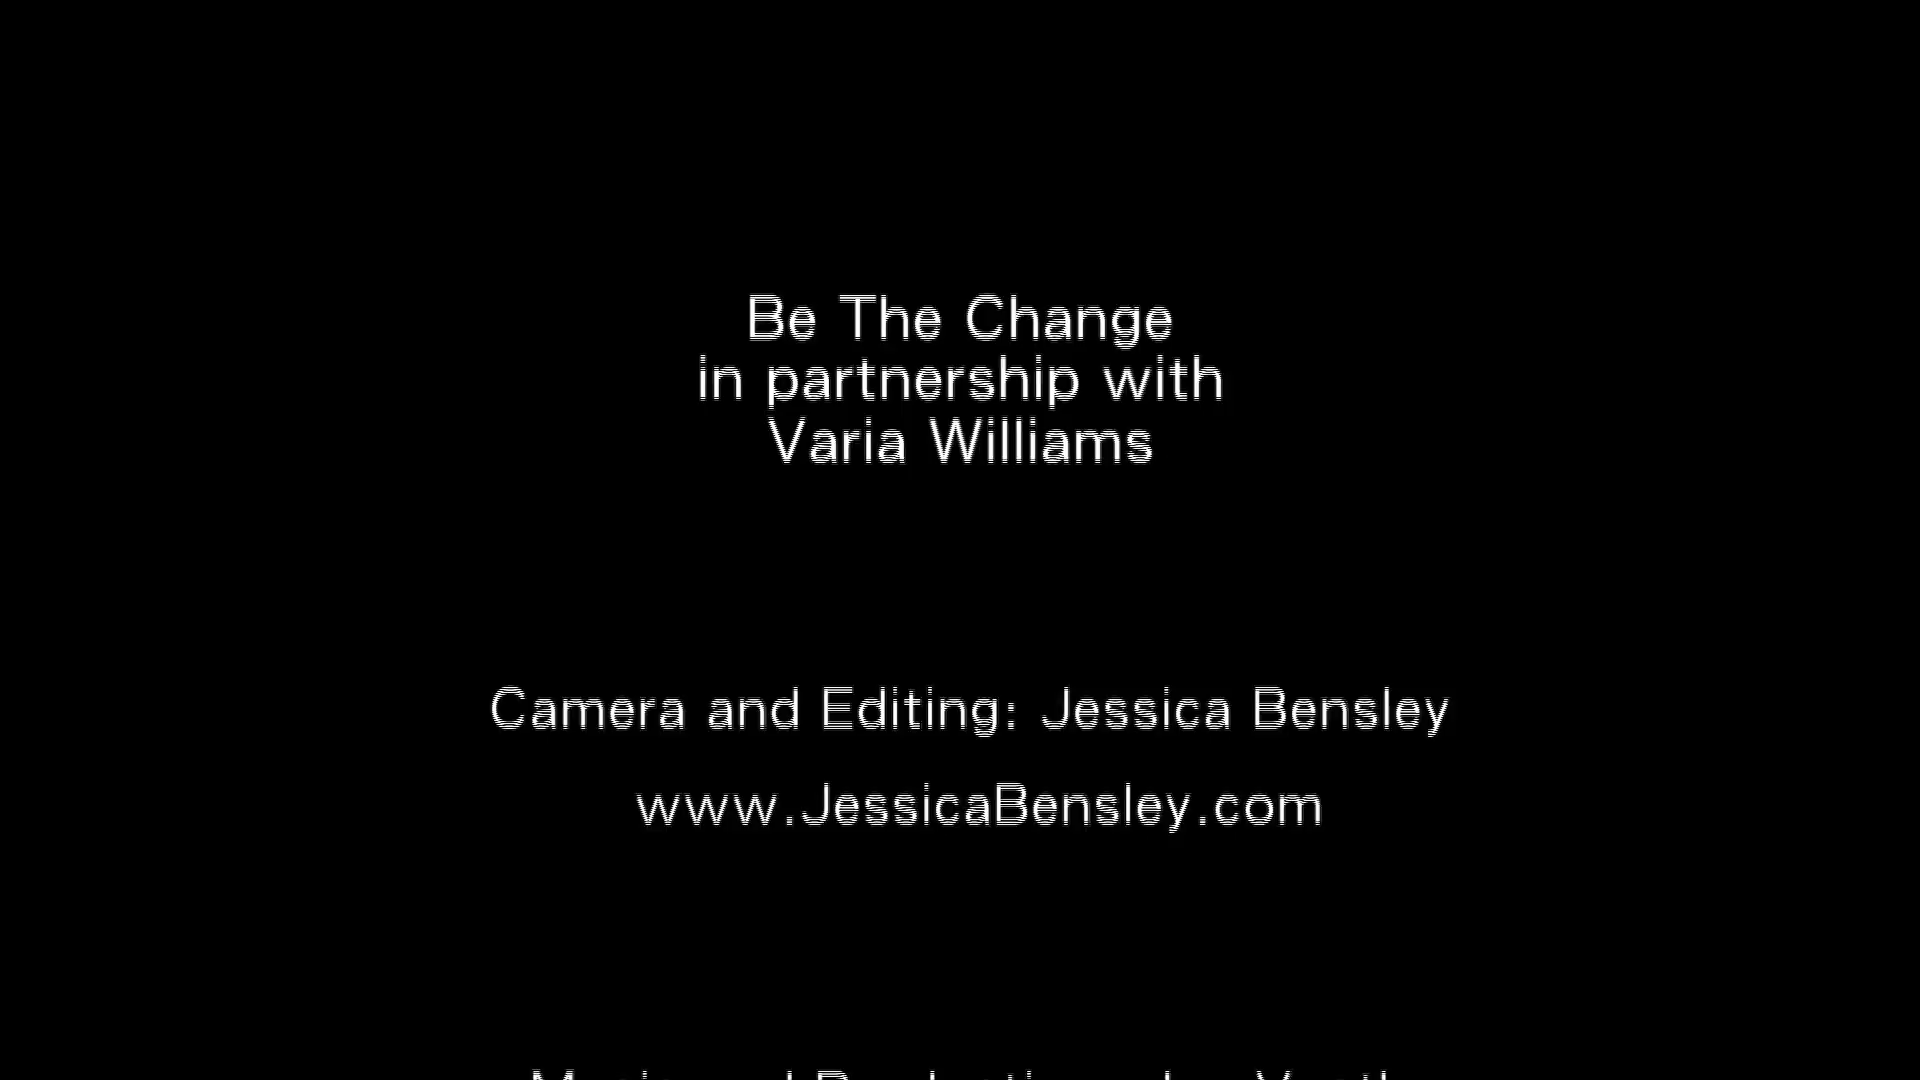 Be The Change
in partnership with
Varia Williams
Camera and Editing: Jessica Bensley
www.JessicaBensley.com